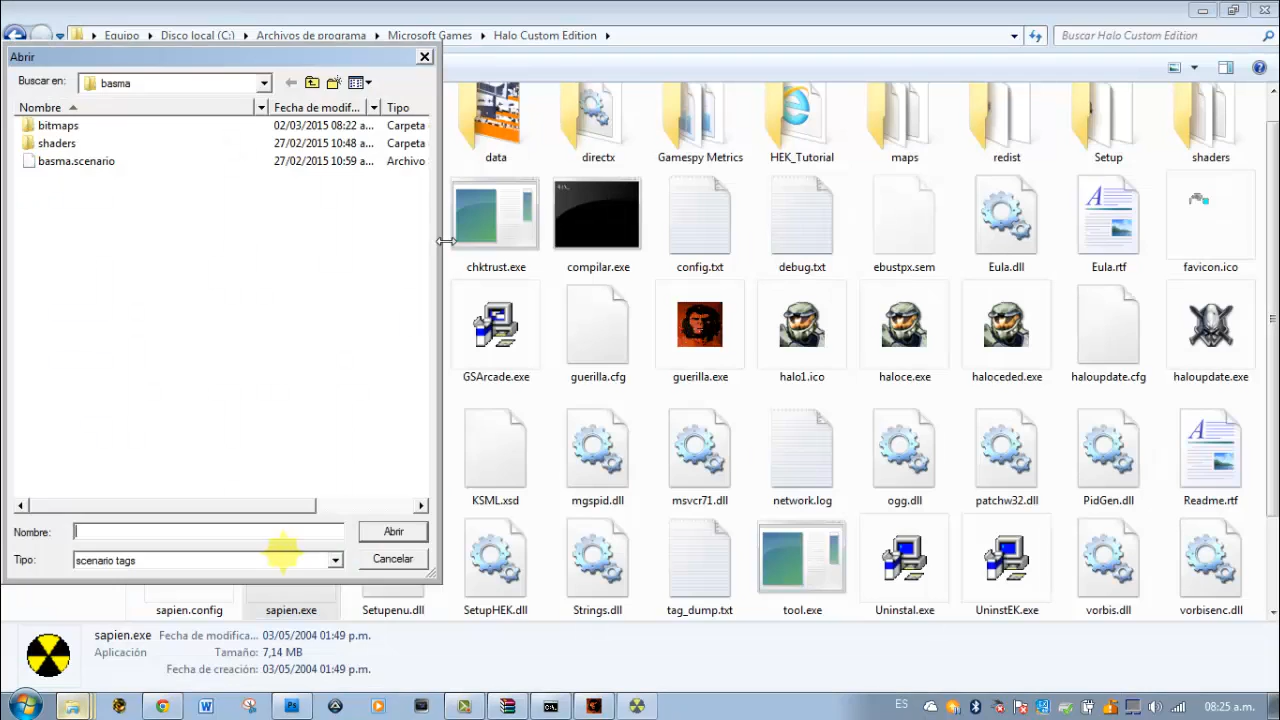 Equipo ▸ Disco local (C:) ▸ Archivos de programa ▸ Microsoft Games ▸ Halo Custom Edition ▸
Buscar Halo Custom Edition
Abrir
Buscar en: basma
Nombre Fecha de modif... Tipo
bitmaps 02/03/2015 08:22 a... Carpeta
shaders 27/02/2015 10:48 a... Carpeta
basma.scenario 27/02/2015 10:59 a... Archivo
Nombre: Abrir
Tipo: scenario tags Cancelar
data directx Gamespy Metrics HEK_Tutorial maps redist Setup shaders
chktrust.exe compilar.exe config.txt debug.txt ebustpx.sem Eula.dll Eula.rtf favicon.ico
GSArcade.exe guerilla.cfg guerilla.exe halo1.ico haloce.exe haloceded.exe haloupdate.cfg haloupdate.exe
KSML.xsd mgspid.dll msvcr71.dll network.log ogg.dll patchw32.dll PidGen.dll Readme.rtf
sapien.config sapien.exe Setupenu.dll SetupHEK.dll Strings.dll tag_dump.txt tool.exe Uninstal.exe UninstEK.exe vorbis.dll vorbisenc.dll
sapien.exe Fecha de modifica... 03/05/2004 01:49 p.m.
Aplicación Tamaño: 7,14 MB
Fecha de creación: 03/05/2004 01:49 p.m.
ES 08:25 a.m.